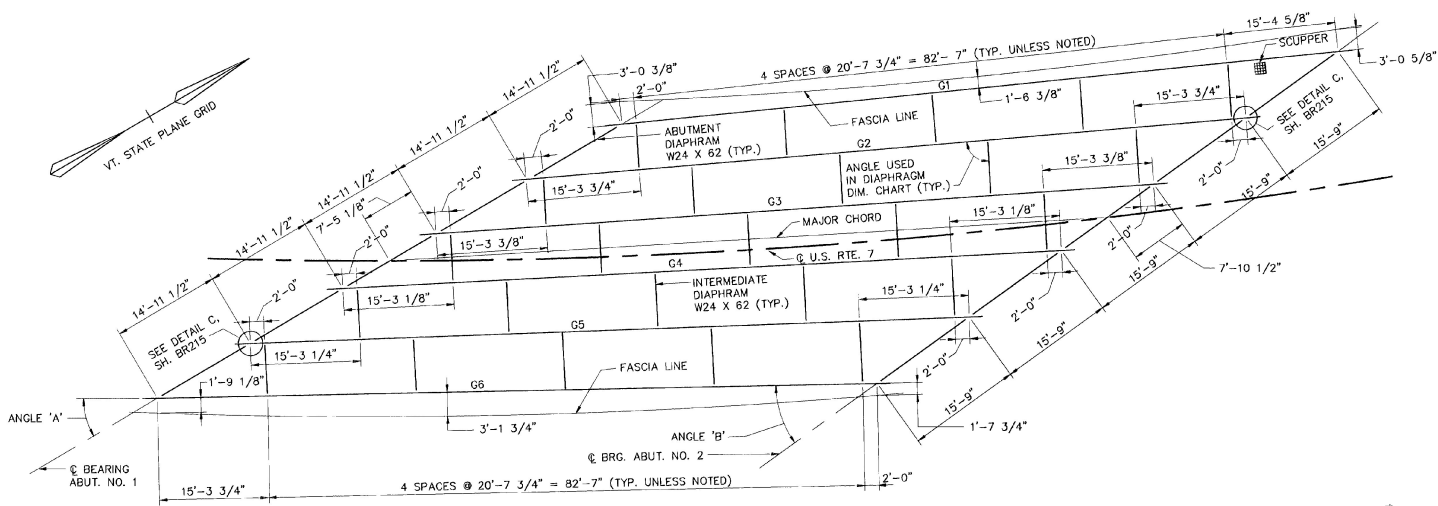 15'-4 5/8"
SCUPPER
3'-0 5/8"
4 SPACES @ 20'-7 3/4" = 82'- 7" (TYP. UNLESS NOTED)
3'-0 3/8"
2'-0"
14'-11 1/2"
G1
1'-6 3/8"
15'-3 3/4"
SEE DETAIL C,
SH. BR215
VT. STATE PLANE GRID
14'-11 1/2"
2'-0"
ABUTMENT
DIAPHRAM
W24 X 62 (TYP.)
FASCIA LINE
G2
ANGLE USED
IN DIAPHRAGM
DIM. CHART (TYP.)
15'-3 3/8"
2'-0"
15'-9"
14'-11 1/2"
2'-0"
15'-3 3/4"
G3
15'-9"
14'-11 1/2"
7'-5 1/8"
MAJOR CHORD
15'-3 1/8"
2'-0"
15'-9"
7'-10 1/2"
14'-11 1/2"
2'-0"
15'-3 3/8"
℄ U.S. RTE. 7
G4
INTERMEDIATE
DIAPHRAM
W24 X 62 (TYP.)
15'-3 1/4"
2'-0"
15'-9"
14'-11 1/2"
2'-0"
15'-3 1/8"
G5
SEE DETAIL C,
SH. BR215
15'-3 1/4"
FASCIA LINE
2'-0"
15'-9"
1'-9 1/8"
G6
15'-9"
ANGLE 'A'
3'-1 3/4"
ANGLE 'B'
1'-7 3/4"
℄ BEARING
ABUT. NO. 1
℄ BRG. ABUT. NO. 2
15'-3 3/4"
4 SPACES @ 20'-7 3/4" = 82'-7" (TYP. UNLESS NOTED)
2'-0"